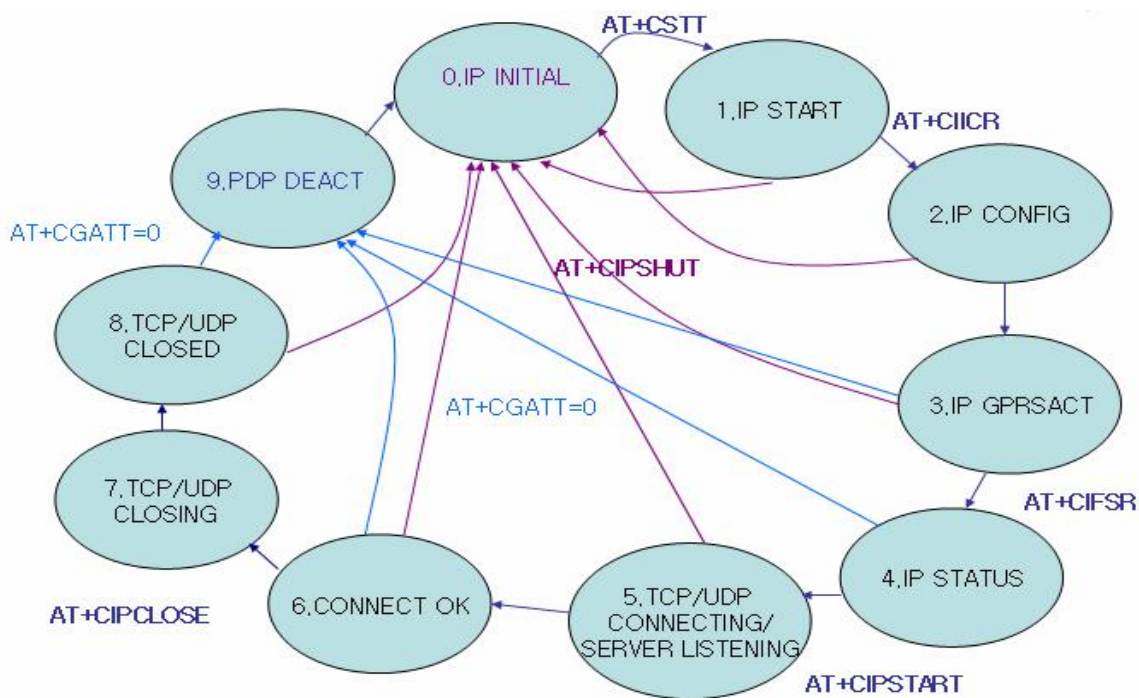 AT+CSTT
0,IP INITIAL
1,IP START
AT+CIICR
9,PDP DEACT
2,IP CONFIG
AT+CGATT=0
AT+CIPSHUT
8,TCP/UDP
CLOSED
3,IP GPRSACT
AT+CGATT=0
7,TCP/UDP
CLOSING
AT+CIFSR
4,IP STATUS
6,CONNECT OK
5,TCP/UDP
CONNECTING/
SERVER LISTENING
AT+CIPCLOSE
AT+CIPSTART